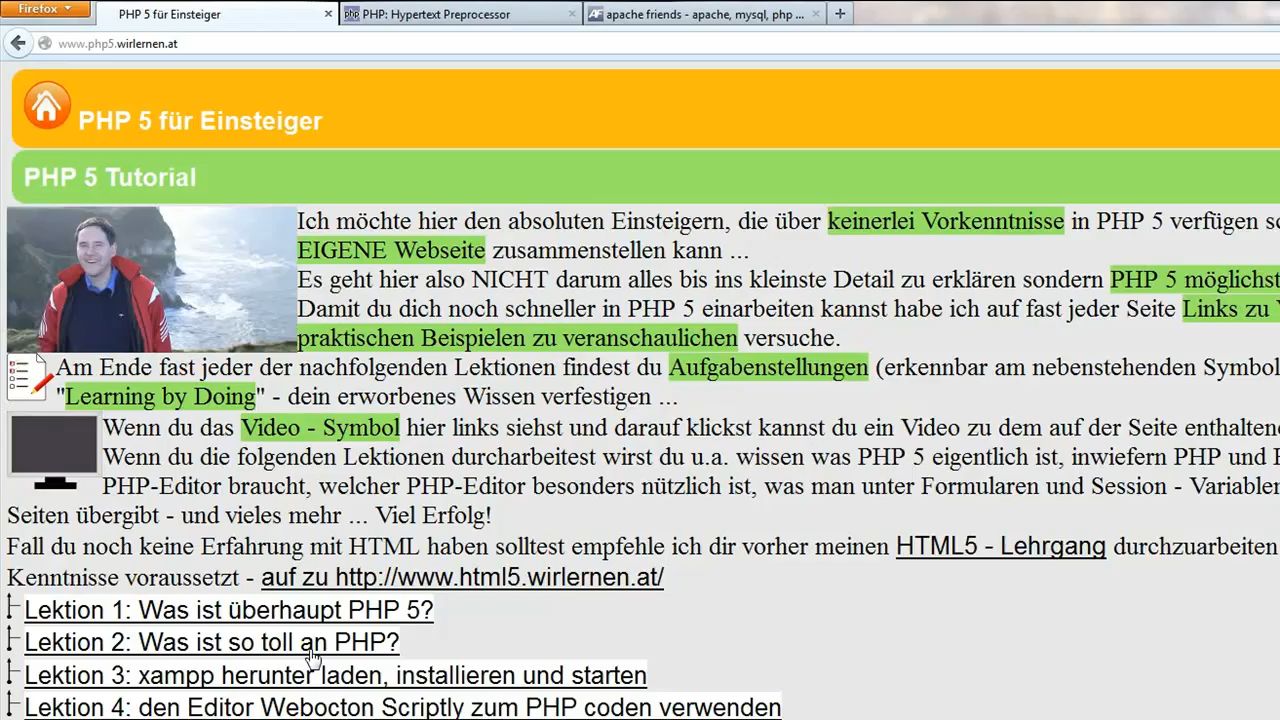 Firefox
PHP 5 für Einsteiger
PHP: Hypertext Preprocessor
apache friends - apache, mysql, php ...
www.php5.wirlernen.at
PHP 5 für Einsteiger
PHP 5 Tutorial
Ich möchte hier den absoluten Einsteigern, die über keinerlei Vorkenntnisse in PHP 5 verfügen
EIGENE Webseite zusammenstellen kann ...
Es geht hier also NICHT darum alles bis ins kleinste Detail zu erklären sondern PHP 5 möglichst
Damit du dich noch schneller in PHP 5 einarbeiten kannst habe ich auf fast jeder Seite Links zu
praktischen Beispielen zu veranschaulichen versuche.
Am Ende fast jeder der nachfolgenden Lektionen findest du Aufgabenstellungen (erkennbar am nebenstehenden Symbol
"Learning by Doing" - dein erworbenes Wissen verfestigen ...
Wenn du das Video - Symbol hier links siehst und darauf klickst kannst du ein Video zu dem auf der Seite
Wenn du die folgenden Lektionen durcharbeitest wirst du u.a. wissen was PHP 5 eigentlich ist, inwiefern PHP und
PHP-Editor braucht, welcher PHP-Editor besonders nützlich ist, was man unter Formularen und Session -
Seiten übergibt - und vieles mehr ... Viel Erfolg!
Fall du noch keine Erfahrung mit HTML haben solltest empfehle ich dir vorher meinen HTML5 - Lehrgang durchzuarbeiten
Kenntnisse voraussetzt - auf zu http://www.html5.wirlernen.at/
Lektion 1: Was ist überhaupt PHP 5?
Lektion 2: Was ist so toll an PHP?
Lektion 3: xampp herunter laden, installieren und starten
Lektion 4: den Editor Webocton Scriptly zum PHP coden verwenden